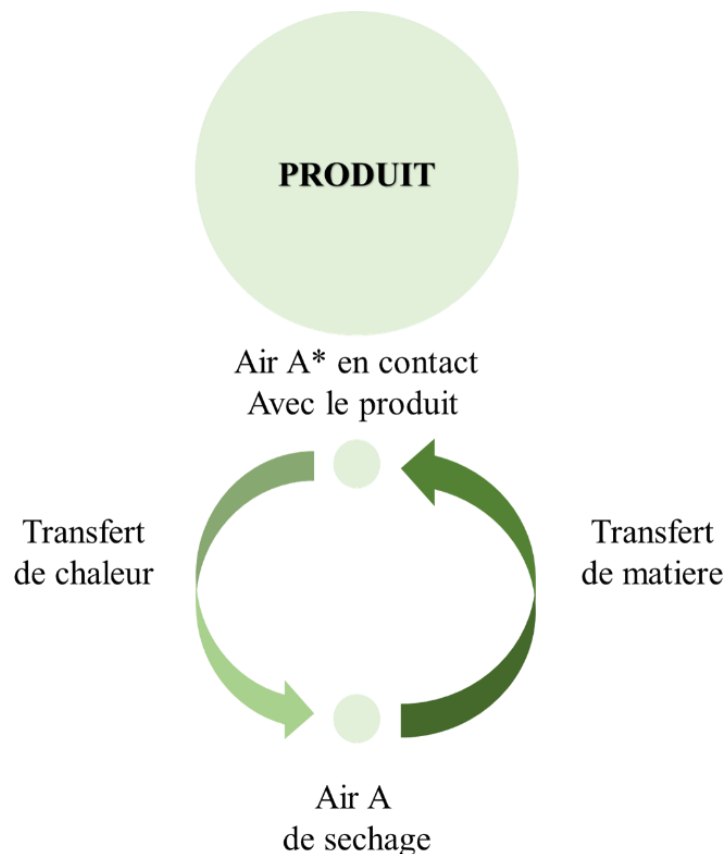 PRODUIT
Air A* en contact
Avec le produit
Transfert
de chaleur
Transfert
de matiere
Air A
de sechage